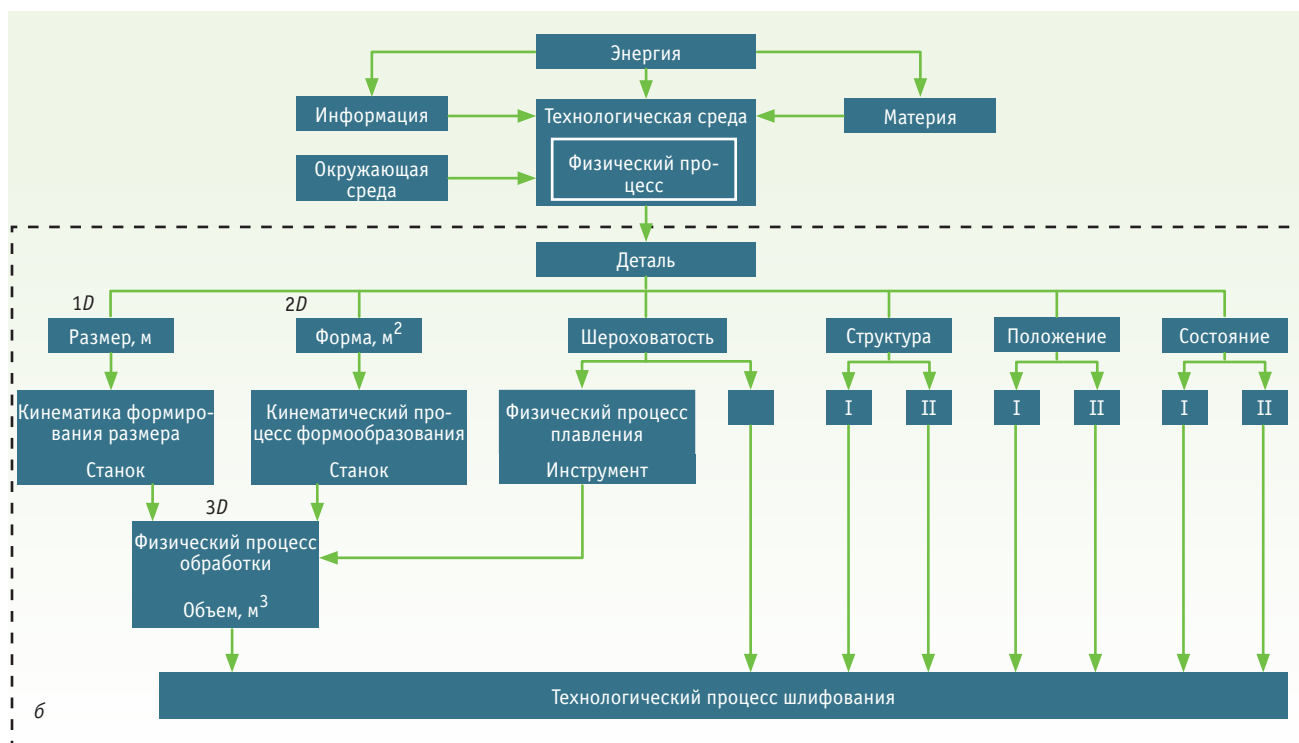 Энергия
Информация
Технологическая среда
Материя
Окружающая
среда
Физический про-
цесс
Деталь
1D
2D
Размер, м
Форма, м²
Шероховатость
Структура
Положение
Состояние
Кинематика формиро-
вания размера
Станок
Кинематический про-
цесс формообразования
Станок
Физический процесс
плавления
Инструмент
I
II
I
II
I
II
3D
Физический процесс
обработки
Объем, м³
Технологический процесс шлифования
б